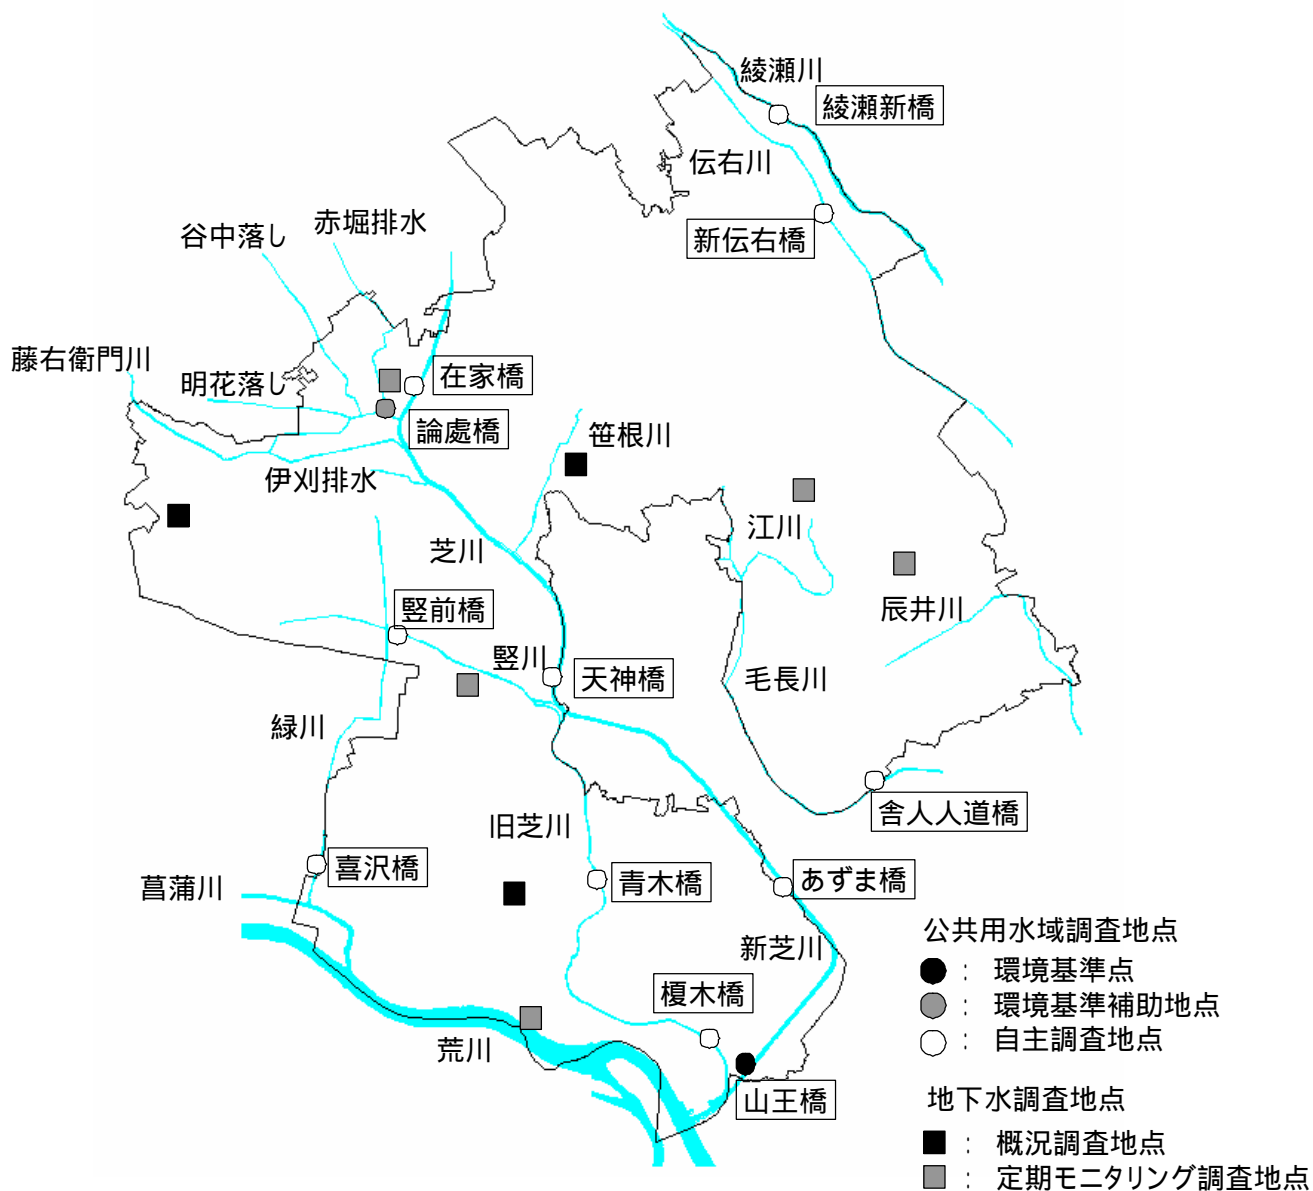 綾瀬川
綾瀬新橋
伝右川
新伝右橋
赤堀排水
谷中落し
藤右衛門川
明花落し
在家橋
論處橋
笹根川
伊刈排水
江川
芝川
辰井川
竪前橋
竪川
天神橋
毛長川
緑川
舎人人道橋
旧芝川
喜沢橋
青木橋
あずま橋
菖蒲川
新芝川
榎木橋
荒川
山王橋
公共用水域調査地点
： 環境基準点
： 環境基準補助地点
： 自主調査地点
地下水調査地点
： 概況調査地点
： 定期モニタリング調査地点